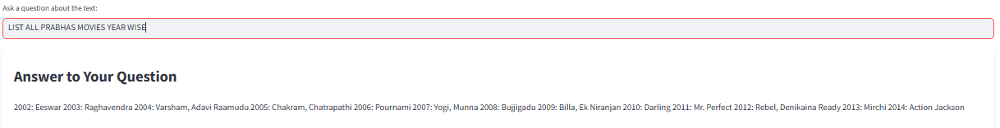 Ask a question about the text:
LIST ALL PRABHAS MOVIES YEAR WISE
Answer to Your Question
2002: Eeswar 2003: Raghavendra 2004: Varsham, Adavi Raamudu 2005: Chakram, Chatrapathi 2006: Pournami 2007: Yogi, Munna 2008: Bujjigadu 2009: Billa, Ek Niranjan 2010: Darling 2011: Mr. Perfect 2012: Rebel, Denikaina Ready 2013: Mirchi 2014: Action Jackson